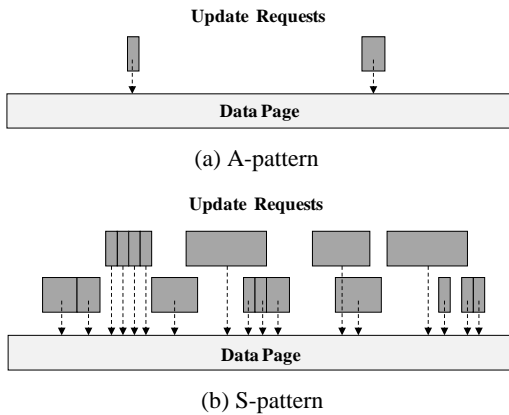 Update Requests
Data Page
(a) A-pattern
Update Requests
Data Page
(b) S-pattern